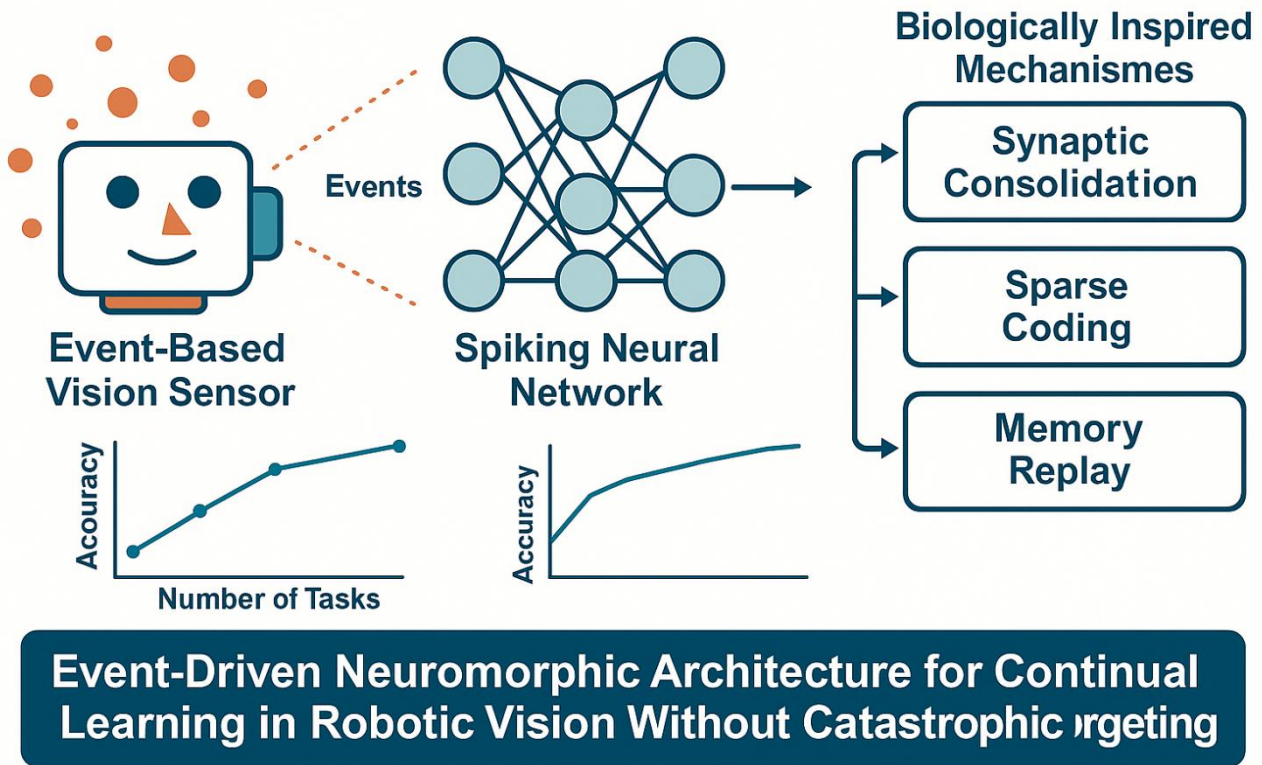 Biologically Inspired
Mechanismes
Synaptic
Consolidation
Sparse
Coding
Memory
Replay
Events
Event-Based
Vision Sensor
Spiking Neural
Network
Acouracy
Number of Tasks
Accuracy
Event-Driven Neuromorphic Architecture for Continual
Learning in Robotic Vision Without Catastrophic